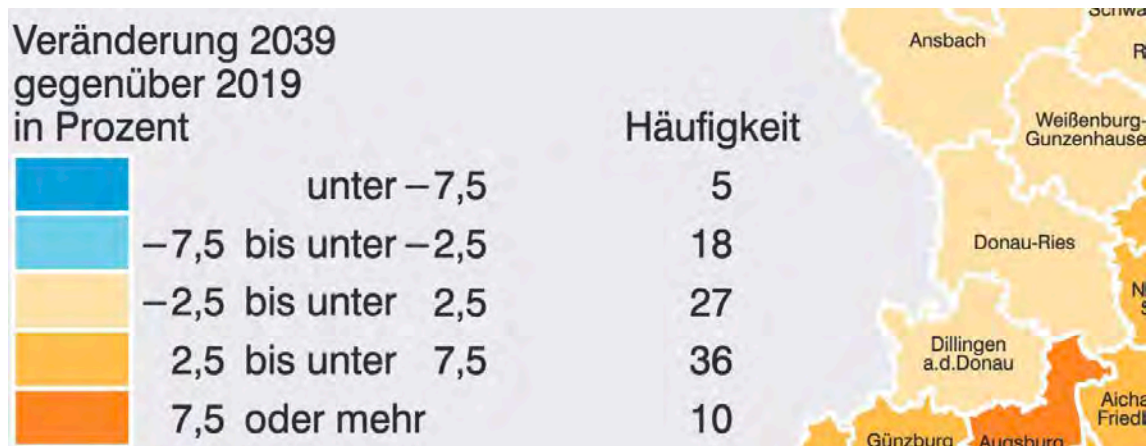 Veränderung 2039
gegenüber 2019
in Prozent
Häufigkeit
unter –7,5 5
–7,5 bis unter –2,5 18
–2,5 bis unter 2,5 27
2,5 bis unter 7,5 36
7,5 oder mehr 10
Ansbach
Weißenburg-
Gunzenhause
Donau-Ries
Dillingen
a.d.Donau
Günzburg
Augsburg
Aicha
Friedb